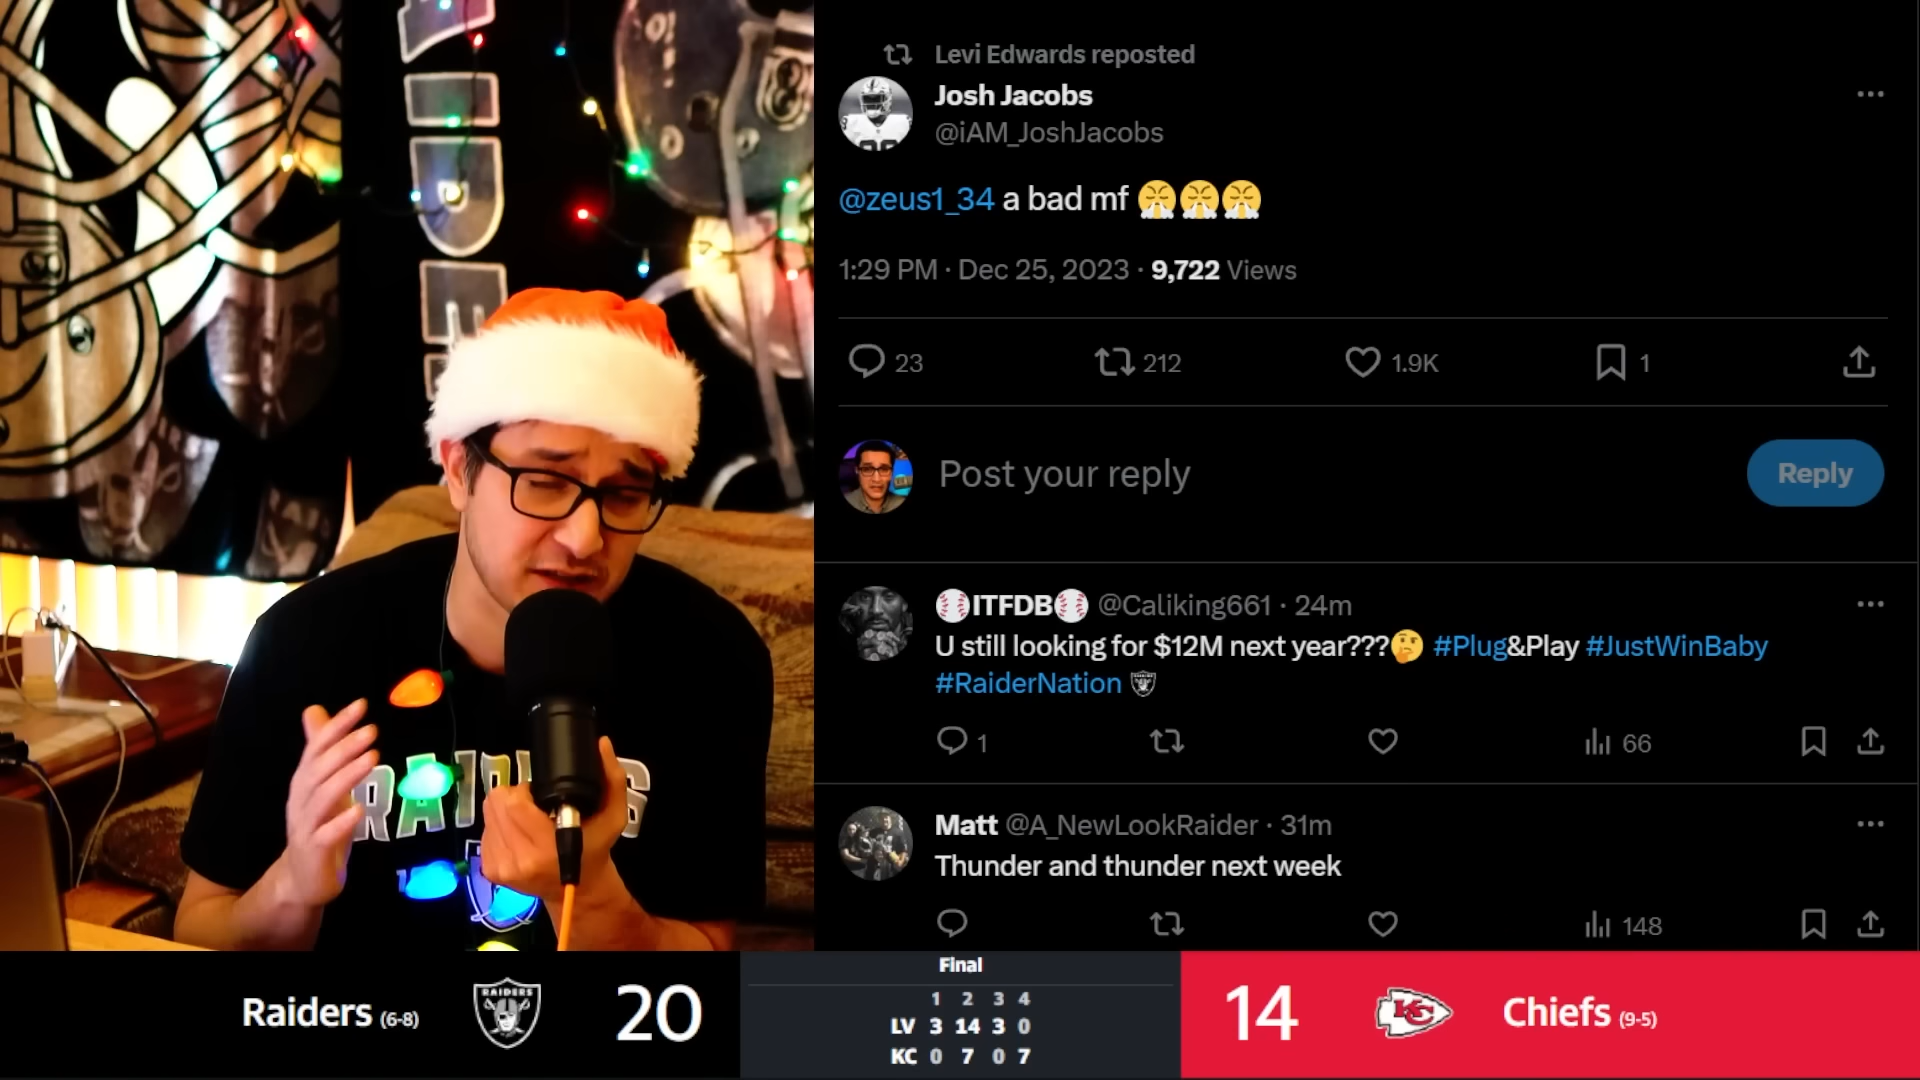 Levi Edwards reposted
Josh Jacobs
@iAM_JoshJacobs
@zeus1_34 a bad mf 😤😤😤
1:29 PM · Dec 25, 2023 · 9,722 Views
23
212
1.9K
1
Post your reply
Reply
⚾ITFDB⚾ @Caliking661 · 24m
U still looking for $12M next year???🤔 #Plug&Play #JustWinBaby
#RaiderNation
1
66
Matt @A_NewLookRaider · 31m
Thunder and thunder next week
148
RAIDERS
Raiders (6-8)
RAIDERS
20
Final
1 2 3 4
LV 3 14 3 0
KC 0 7 0 7
14
KC
Chiefs (9-5)